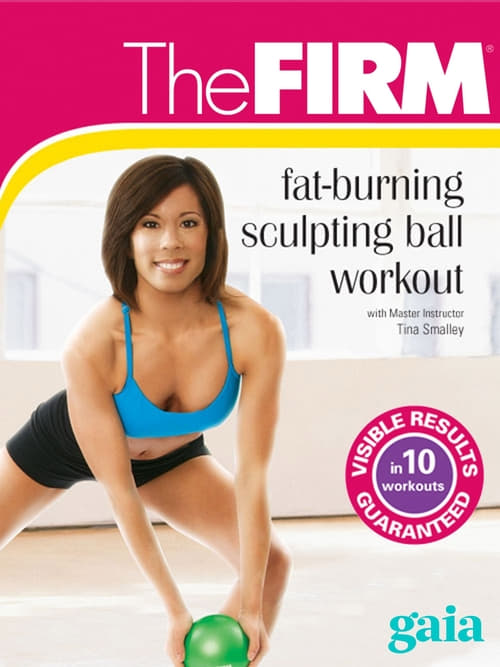 TheFIRM®
fat-burning
sculpting ball
workout
with Master Instructor
Tina Smalley
VISIBLE RESULTS
in 10
workouts
GUARANTEED
gaia